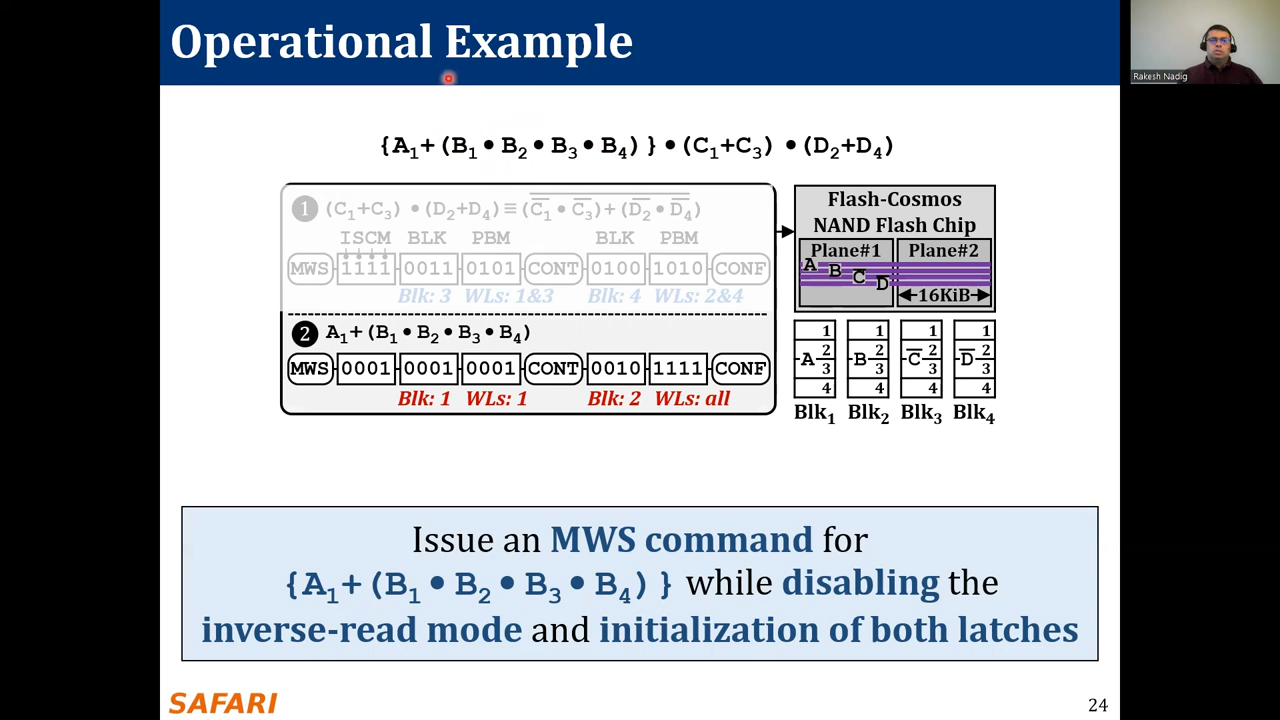 Operational Example
Rakesh Nadig
{A₁+(B₁•B₂•B₃•B₄)}•(C₁+C₃)•(D₂+D₄)
1 (C₁+C₃)•(D₂+D₄)≡(C̅₁•C̅₃)+(D̅₂•D̅₄)
ISCM BLK PBM BLK PBM
MWS 1111 0011 0101 CONT 0100 1010 CONF
Blk: 3 WLs: 1&3 Blk: 4 WLs: 2&4
2 A₁+(B₁•B₂•B₃•B₄)
MWS 0001 0001 0001 CONT 0010 1111 CONF
Blk: 1 WLs: 1 Blk: 2 WLs: all
Flash-Cosmos
NAND Flash Chip
Plane#1 Plane#2
A B C̅ D̅
16KiB
1 1 1 1
A 2 B 2 C̅ 2 D̅ 2
3 3 3 3
4 4 4 4
Blk₁ Blk₂ Blk₃ Blk₄
Issue an MWS command for
{A₁+(B₁•B₂•B₃•B₄)} while disabling the
inverse-read mode and initialization of both latches
SAFARI
24